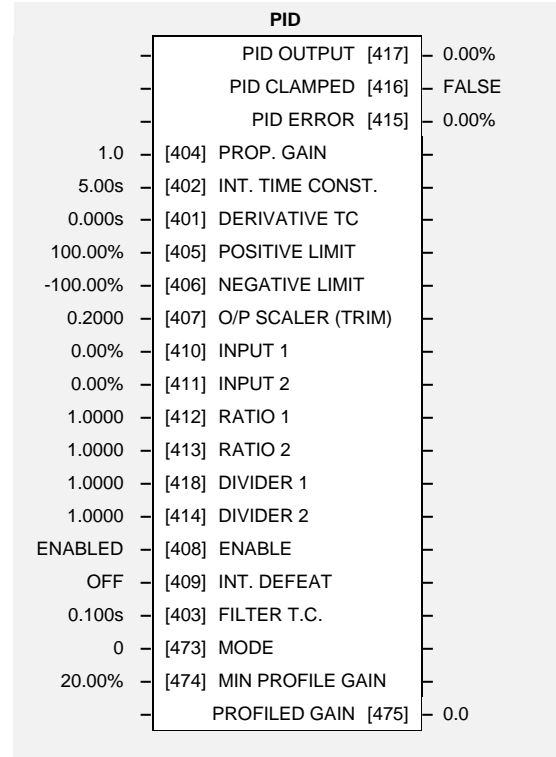 PID
PID OUTPUT [417] 0.00%
PID CLAMPED [416] FALSE
PID ERROR [415] 0.00%
1.0 [404] PROP. GAIN
5.00s [402] INT. TIME CONST.
0.000s [401] DERIVATIVE TC
100.00% [405] POSITIVE LIMIT
-100.00% [406] NEGATIVE LIMIT
0.2000 [407] O/P SCALER (TRIM)
0.00% [410] INPUT 1
0.00% [411] INPUT 2
1.0000 [412] RATIO 1
1.0000 [413] RATIO 2
1.0000 [418] DIVIDER 1
1.0000 [414] DIVIDER 2
ENABLED [408] ENABLE
OFF [409] INT. DEFEAT
0.100s [403] FILTER T.C.
0 [473] MODE
20.00% [474] MIN PROFILE GAIN
PROFILED GAIN [475] 0.0